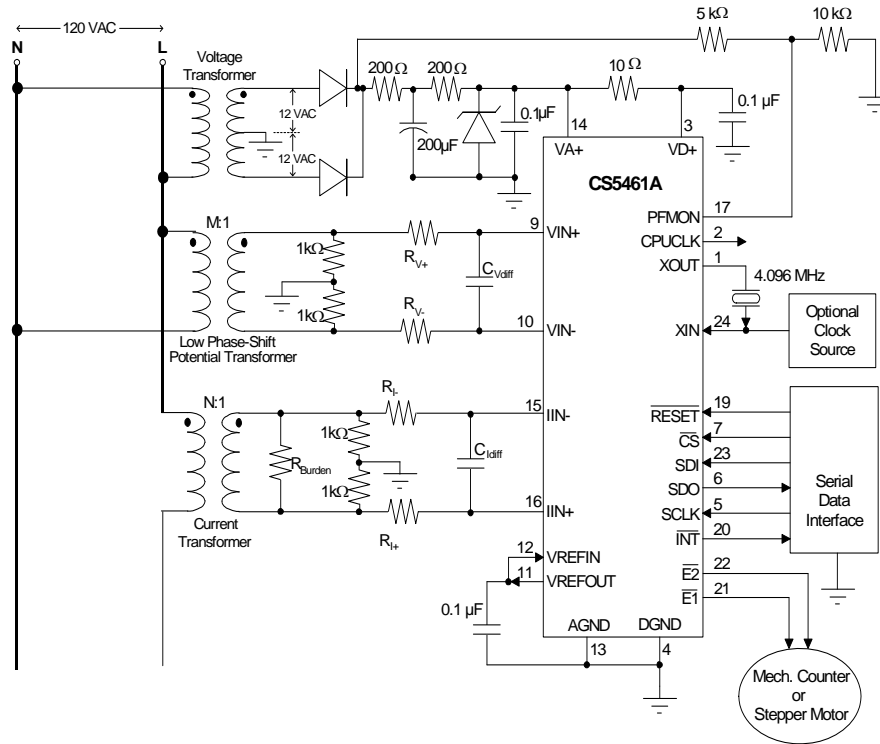 120 VAC
N
L
Voltage
Transformer
12 VAC
12 VAC
200Ω
200Ω
200µF
0.1µF
10 Ω
0.1 µF
5 kΩ
10 kΩ
14
3
VA+
VD+
CS5461A
PFMON
17
CPUCLK
2
XOUT
1
4.096 MHz
XIN
24
Optional
Clock
Source
M:1
1kΩ
1kΩ
RV+
RV-
CVdiff
9
VIN+
10
VIN-
Low Phase-Shift
Potential Transformer
N:1
RBurden
1kΩ
1kΩ
RI-
RI+
CIdiff
15
IIN-
16
IIN+
Current
Transformer
12
VREFIN
11
VREFOUT
0.1 µF
RESET
19
CS
7
SDI
23
SDO
6
SCLK
5
INT
20
Serial
Data
Interface
E2
22
E1
21
AGND
DGND
13
4
Mech. Counter
or
Stepper Motor